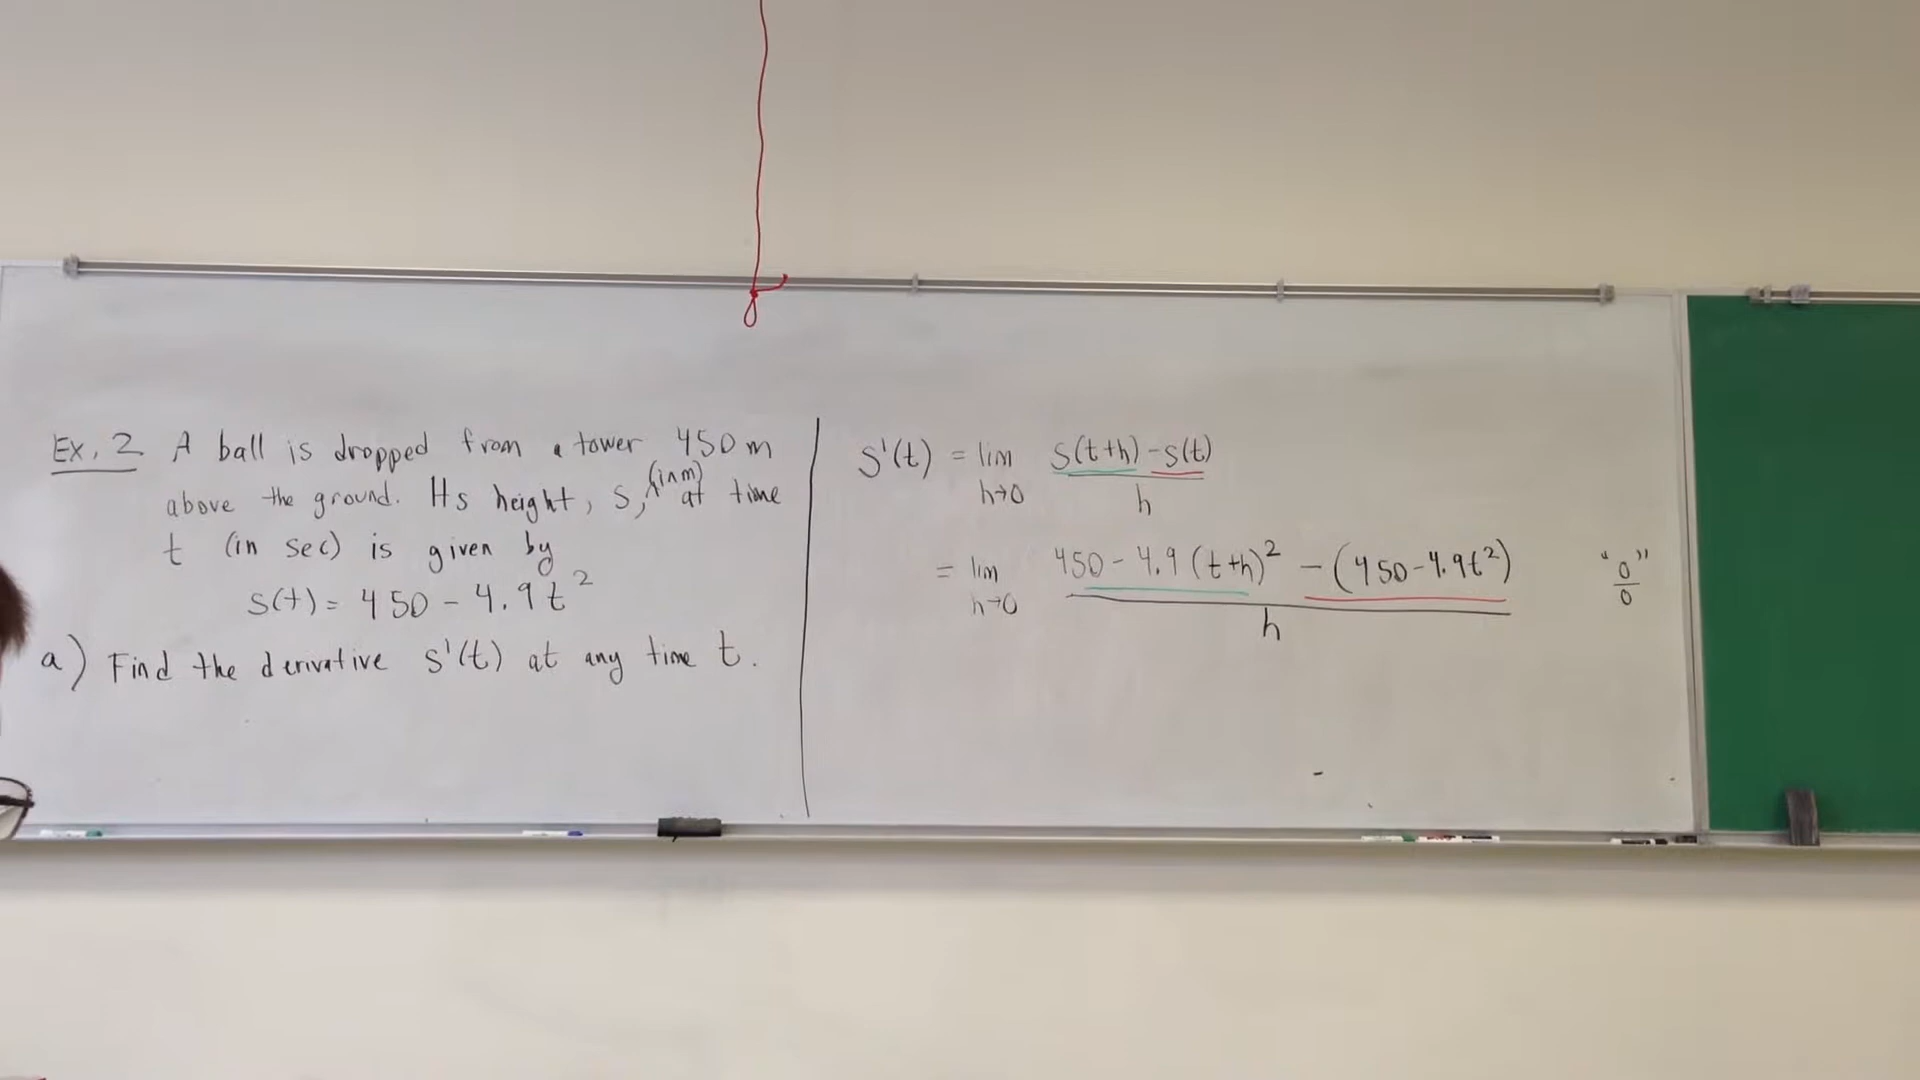 Ex. 2 A ball is dropped from a tower 450 m
above the ground. Its height, s, (in m) at time
t (in sec) is given by
s(t) = 450 - 4.9t²
a) Find the derivative s'(t) at any time t.
s'(t) = lim h→0 s(t+h) - s(t) / h
= lim h→0 450 - 4.9(t+h)² - (450 - 4.9t²) / h "0/0"